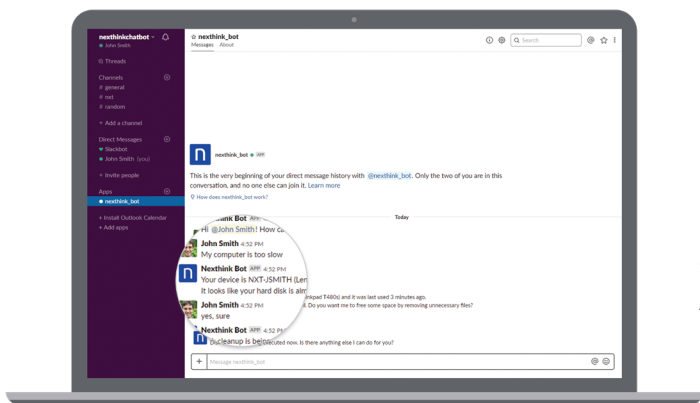 nexthinkchatbot
John Smith
Threads
Channels
# general
# nxt
# random
+ Add a channel
Direct Messages
Slackbot
John Smith (you)
+ Invite people
Apps
nexthink_bot
+ Install Outlook Calendar
+ Add apps
nexthink_bot
Messages About
Search
nexthink_bot APP
This is the very beginning of your direct message history with @nexthink_bot. Only the two of you are in this
conversation, and no one else can join it. Learn more
How does nexthink_bot work?
Today
Hi @John Smith! How
John Smith 4:52 PM
My computer is too slow
Nexthink Bot APP 4:52 PM
Your device is NXT-JSMITH
inkpad T480s) and it was last used 3 minutes ago.
It looks like your hard disk is
Do you want me to free some space by removing unnecessary files?
John Smith 4:52 PM
yes, sure
Nexthink Bot APP 4:52
cleanup is
executed now. Is there anything else I can do for you?
Message nexthink_bot